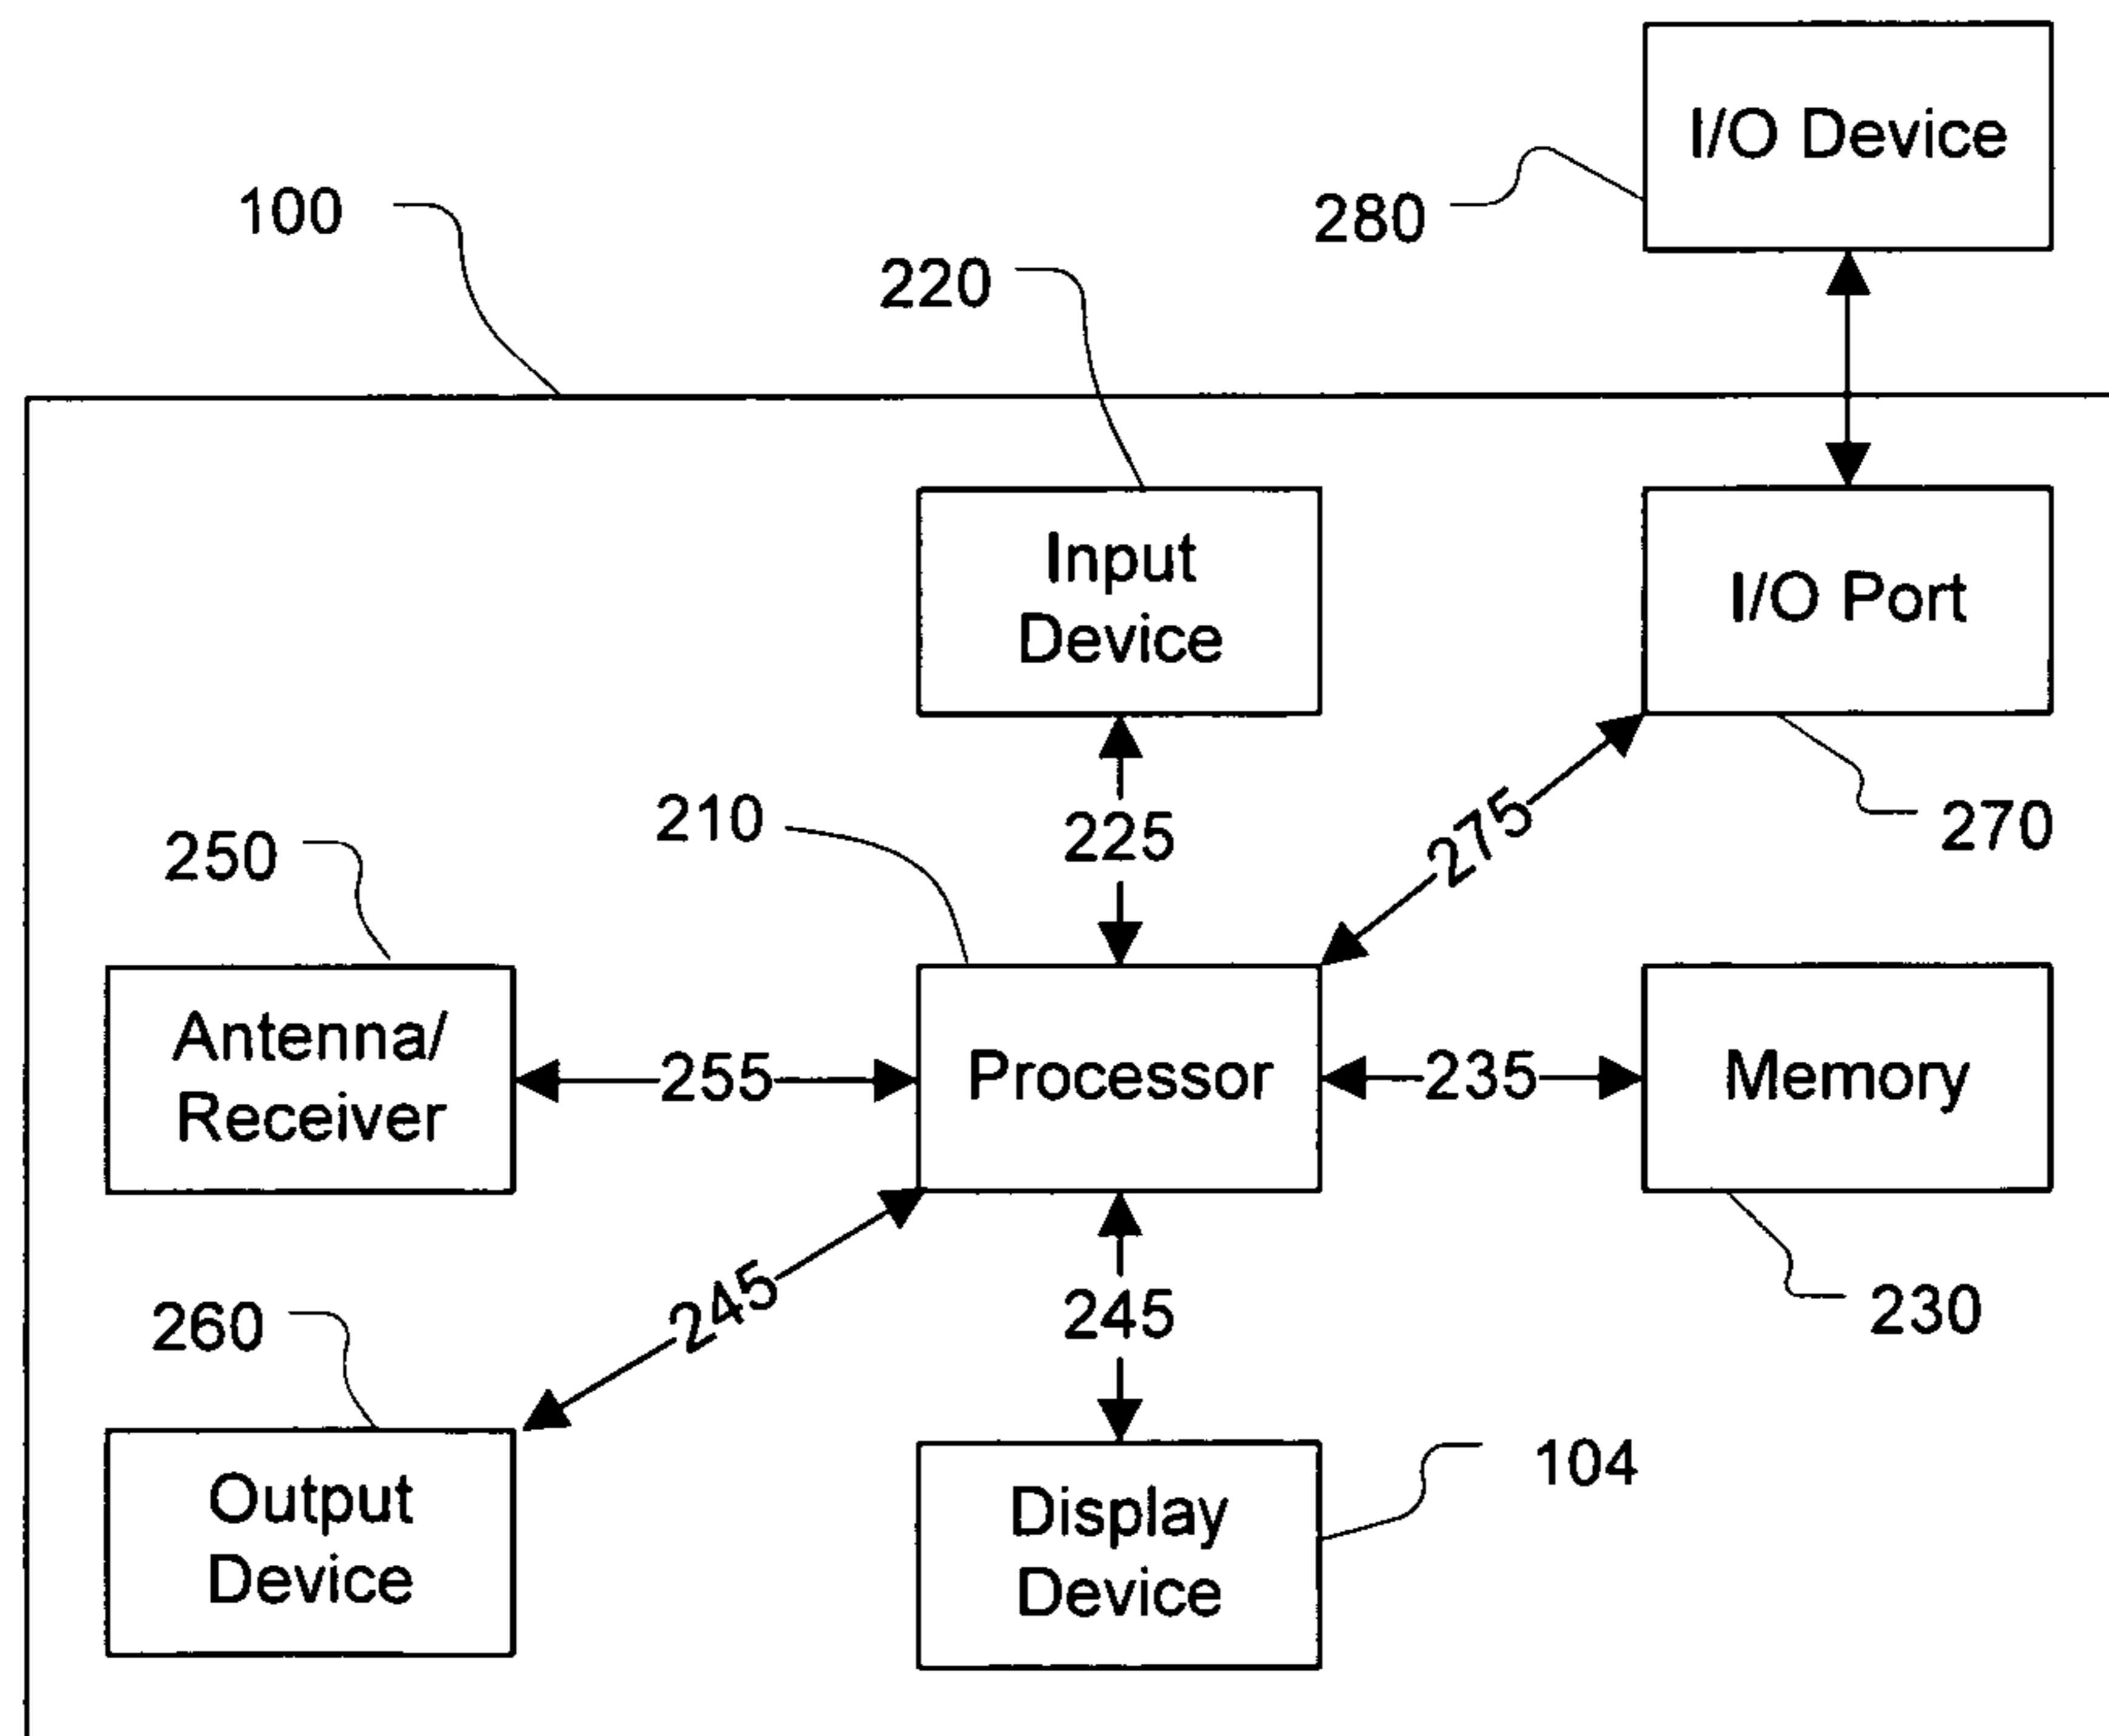 I/O Device
280
100
220
Input
Device
I/O Port
225
275
270
210
250
Antenna/
Receiver
255
Processor
235
Memory
230
245
245
260
Output
Device
Display
Device
104